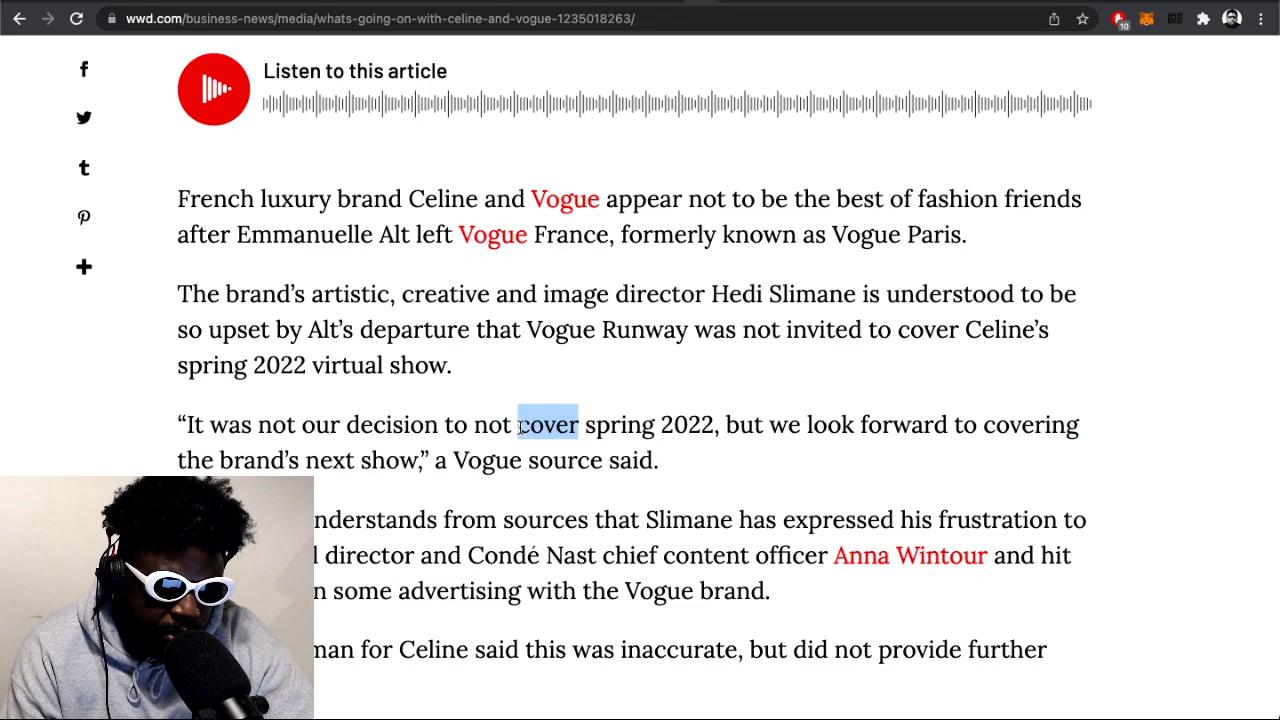 wwd.com/business-news/media/whats-going-on-with-celine-and-vogue-1235018263/
10
Listen to this article
French luxury brand Celine and Vogue appear not to be the best of fashion friends
after Emmanuelle Alt left Vogue France, formerly known as Vogue Paris.
The brand’s artistic, creative and image director Hedi Slimane is understood to be
so upset by Alt’s departure that Vogue Runway was not invited to cover Celine’s
spring 2022 virtual show.
“It was not our decision to not cover spring 2022, but we look forward to covering
the brand’s next show,” a Vogue source said.
nderstands from sources that Slimane has expressed his frustration to
director and Condé Nast chief content officer Anna Wintour and hit
n some advertising with the Vogue brand.
man for Celine said this was inaccurate, but did not provide further